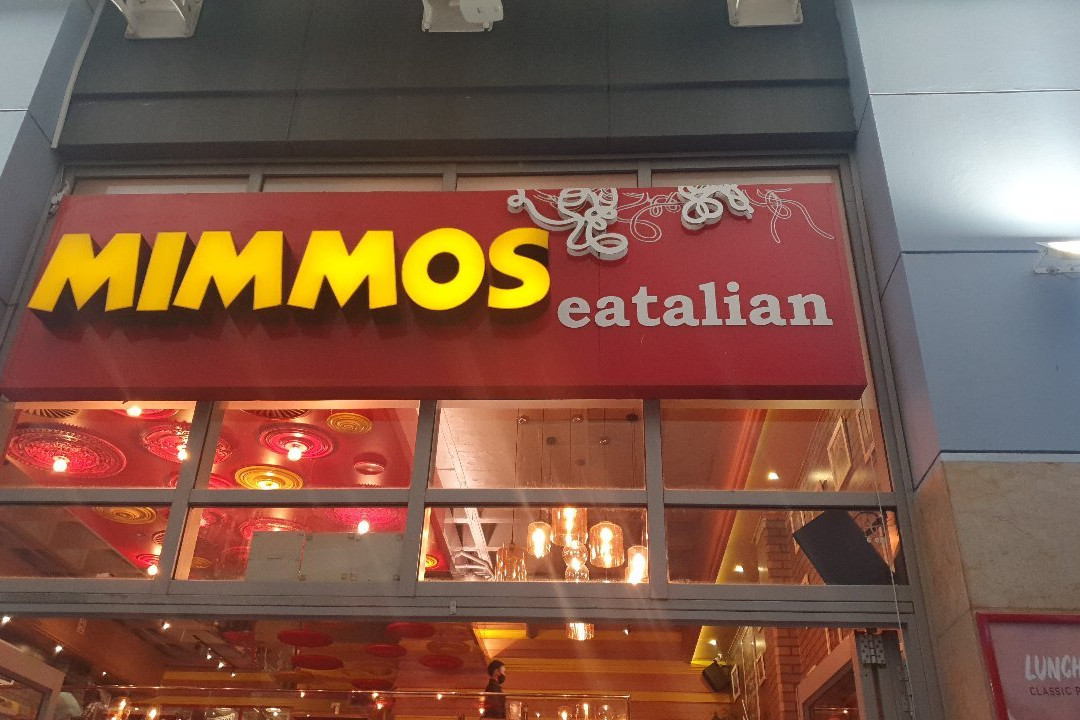 MIMMOS
eatalian
LUNCH
CLASSIC